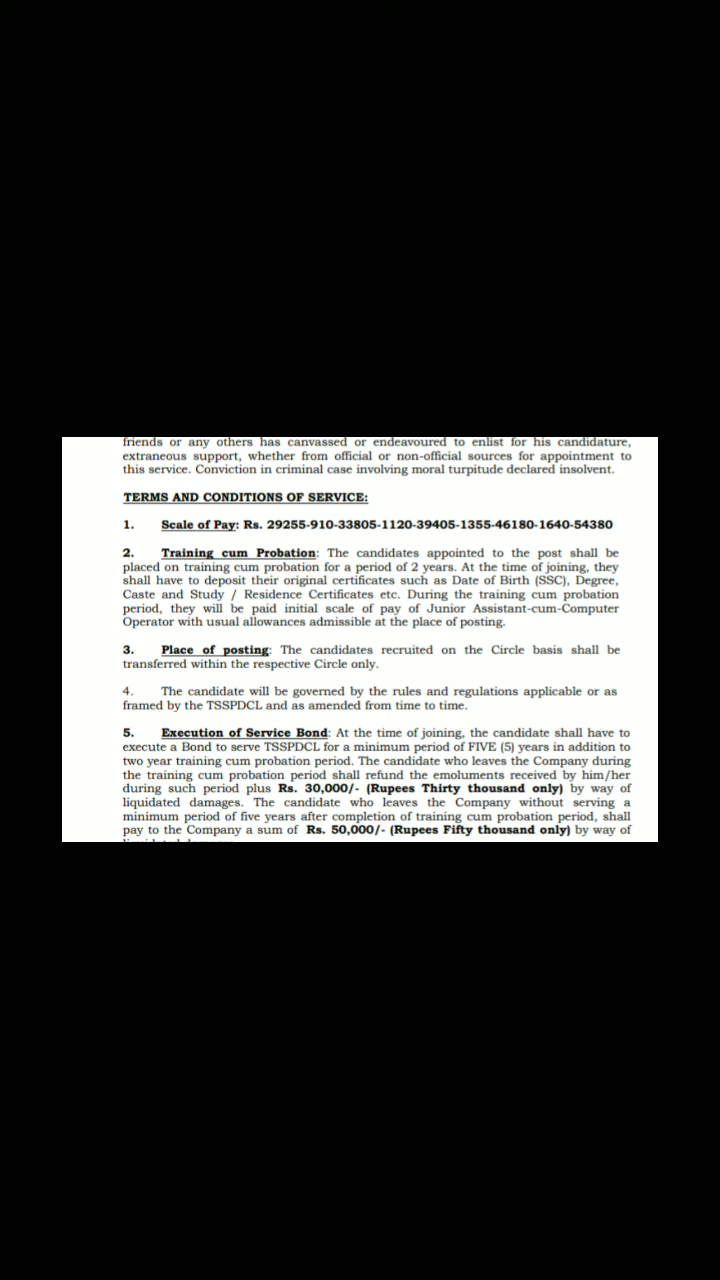 friends or any others has canvassed or endeavoured to enlist for his candidature,
extraneous support, whether from official or non-official sources for appointment to
this service. Conviction in criminal case involving moral turpitude declared insolvent.
TERMS AND CONDITIONS OF SERVICE:
1. Scale of Pay: Rs. 29255-910-33805-1120-39405-1355-46180-1640-54380
2. Training cum Probation: The candidates appointed to the post shall be
placed on training cum probation for a period of 2 years. At the time of joining, they
shall have to deposit their original certificates such as Date of Birth (SSC), Degree,
Caste and Study / Residence Certificates etc. During the training cum probation
period, they will be paid initial scale of pay of Junior Assistant-cum-Computer
Operator with usual allowances admissible at the place of posting.
3. Place of posting: The candidates recruited on the Circle basis shall be
transferred within the respective Circle only.
4. The candidate will be governed by the rules and regulations applicable or as
framed by the TSSPDCL and as amended from time to time.
5. Execution of Service Bond: At the time of joining, the candidate shall have to
execute a Bond to serve TSSPDCL for a minimum period of FIVE (5) years in addition to
two year training cum probation period. The candidate who leaves the Company during
the training cum probation period shall refund the emoluments received by him/her
during such period plus Rs. 30,000/- (Rupees Thirty thousand only) by way of
liquidated damages. The candidate who leaves the Company without serving a
minimum period of five years after completion of training cum probation period, shall
pay to the Company a sum of Rs. 50,000/- (Rupees Fifty thousand only) by way of